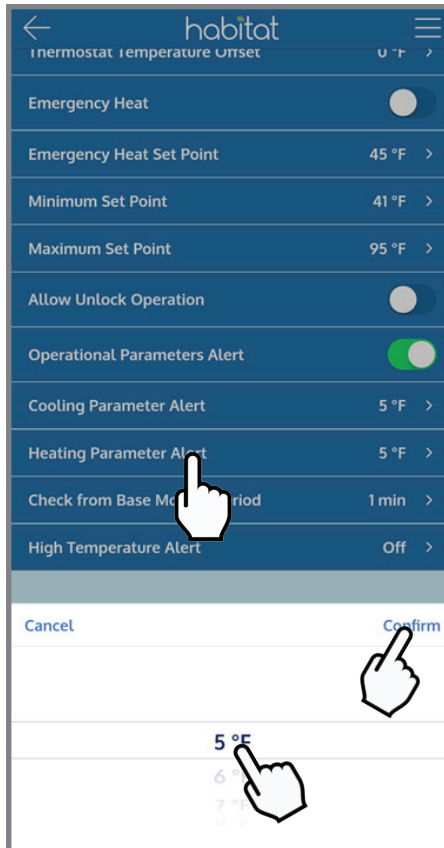 habitat
Thermostat Temperature Offset 0 °F >
Emergency Heat
Emergency Heat Set Point 45 °F >
Minimum Set Point 41 °F >
Maximum Set Point 95 °F >
Allow Unlock Operation
Operational Parameters Alert
Cooling Parameter Alert 5 °F >
Heating Parameter Alert 5 °F >
Check from Base 1 min >
High Temperature Alert Off >
Cancel Confirm
5 °F
6 °F
7 °F